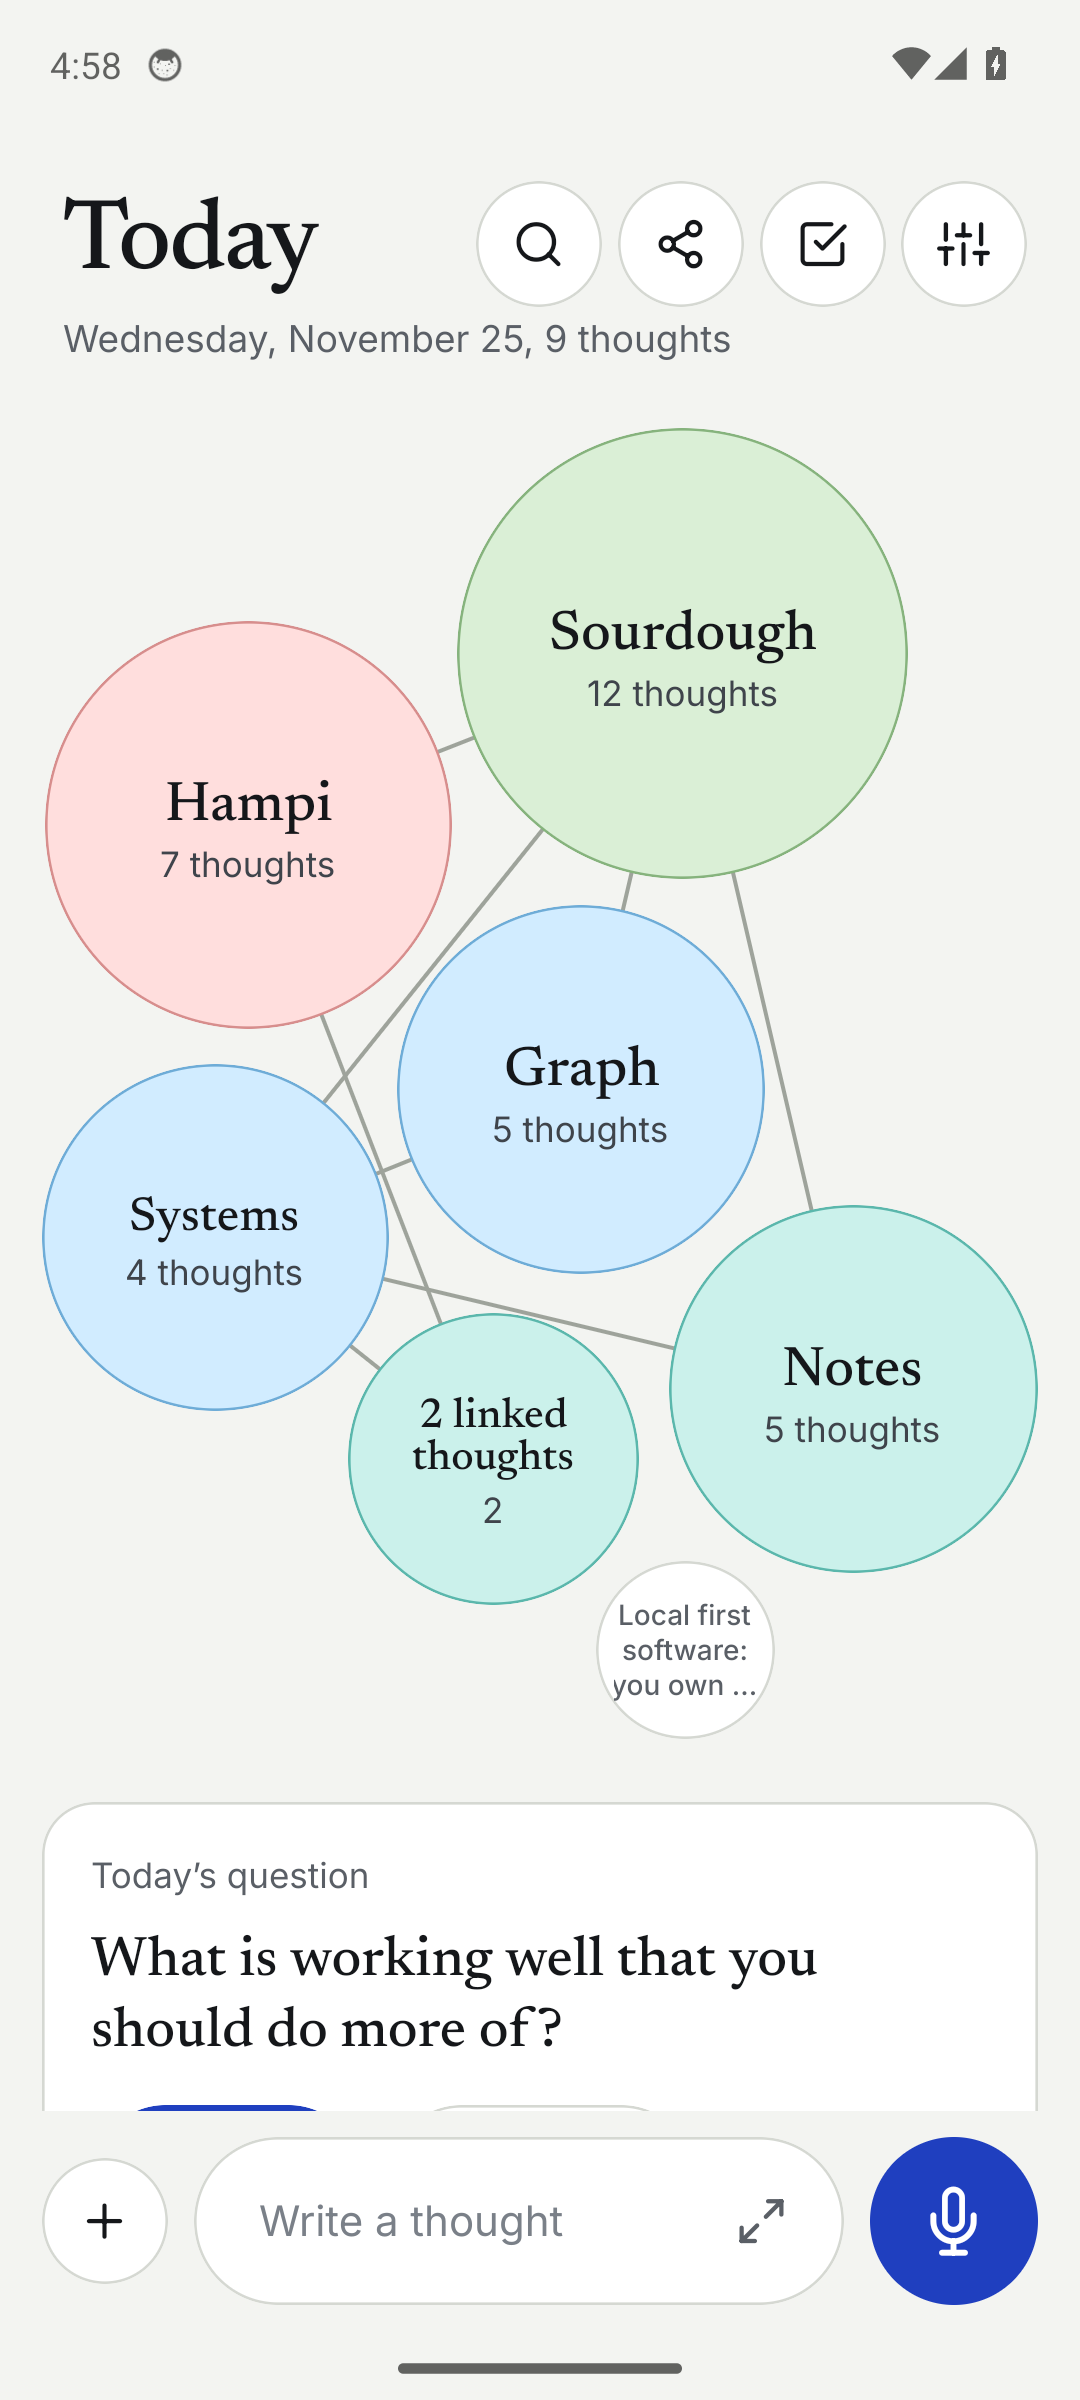 4:58
Today
Wednesday, November 25, 9 thoughts
Sourdough
12 thoughts
Hampi
7 thoughts
Graph
5 thoughts
Systems
4 thoughts
Notes
5 thoughts
2 linked
thoughts
2
Local first
software:
you own ...
Today’s question
What is working well that you
should do more of?
Write a thought